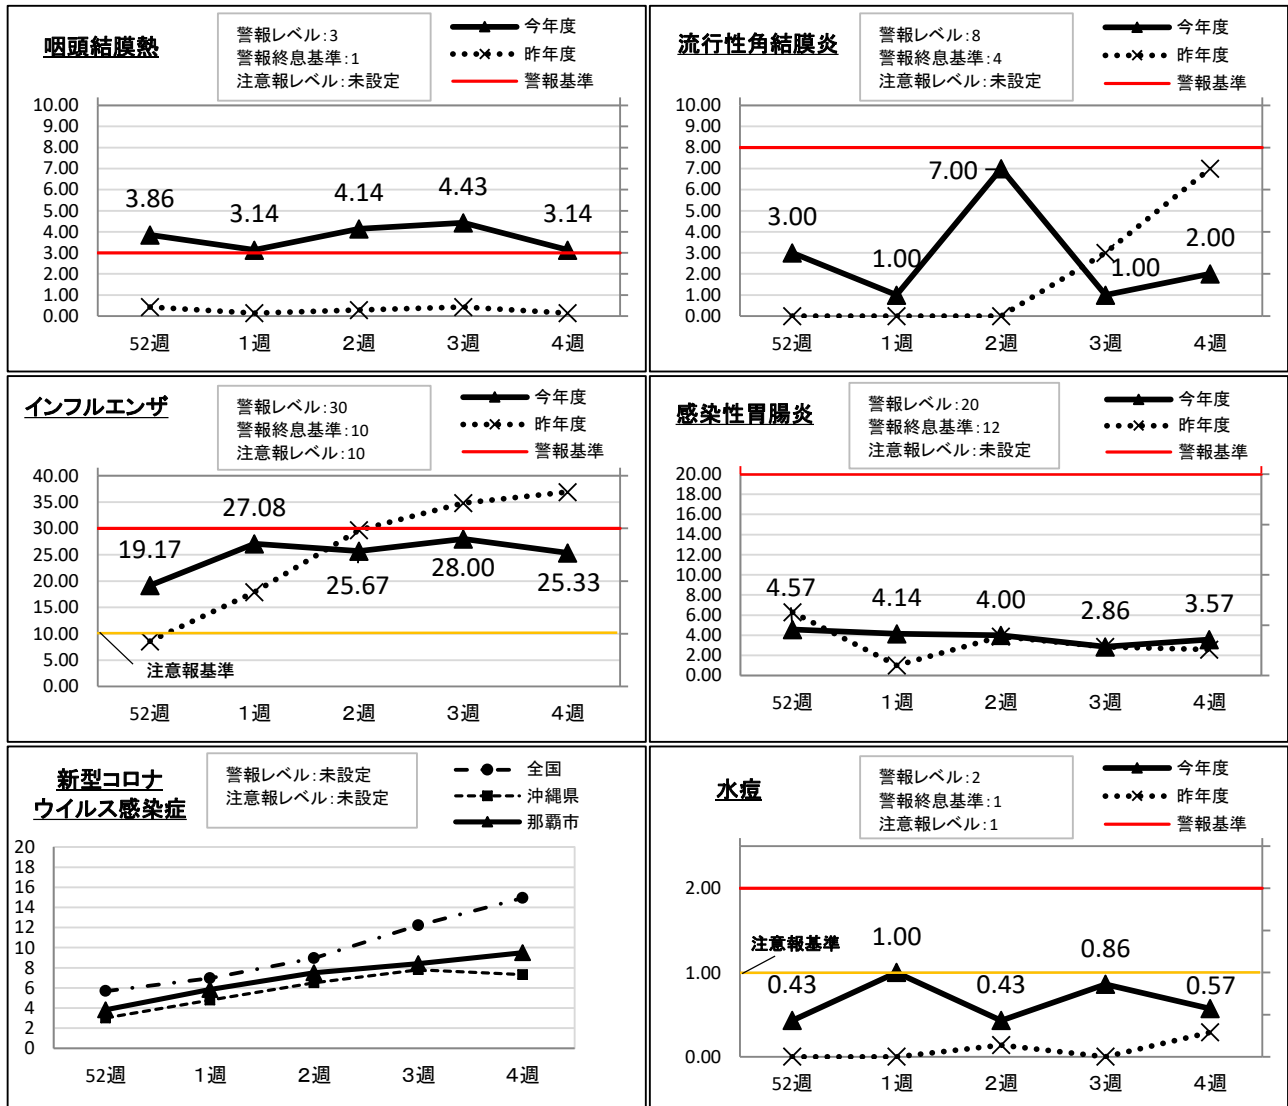 咽頭結膜熱
警報レベル:3
警報終息基準:1
注意報レベル:未設定
今年度
昨年度
警報基準
10.00
9.00
8.00
7.00
6.00
5.00
4.00
3.00
2.00
1.00
0.00
3.86
3.14
4.14
4.43
3.14
52週
1週
2週
3週
4週
流行性角結膜炎
警報レベル:8
警報終息基準:4
注意報レベル:未設定
今年度
昨年度
警報基準
10.00
9.00
8.00
7.00
6.00
5.00
4.00
3.00
2.00
1.00
0.00
3.00
1.00
7.00
1.00
2.00
52週
1週
2週
3週
4週
インフルエンザ
警報レベル:30
警報終息基準:10
注意報レベル:10
今年度
昨年度
警報基準
40.00
35.00
30.00
25.00
20.00
15.00
10.00
5.00
0.00
19.17
27.08
25.67
28.00
25.33
注意報基準
52週
1週
2週
3週
4週
感染性胃腸炎
警報レベル:20
警報終息基準:12
注意報レベル:未設定
今年度
昨年度
警報基準
20.00
18.00
16.00
14.00
12.00
10.00
8.00
6.00
4.00
2.00
0.00
4.57
4.14
4.00
2.86
3.57
52週
1週
2週
3週
4週
新型コロナ
ウイルス感染症
警報レベル:未設定
注意報レベル:未設定
全国
沖縄県
那覇市
20
18
16
14
12
10
8
6
4
2
0
52週
1週
2週
3週
4週
水痘
警報レベル:2
警報終息基準:1
注意報レベル:1
今年度
昨年度
警報基準
2.00
1.00
0.00
注意報基準
0.43
1.00
0.43
0.86
0.57
52週
1週
2週
3週
4週